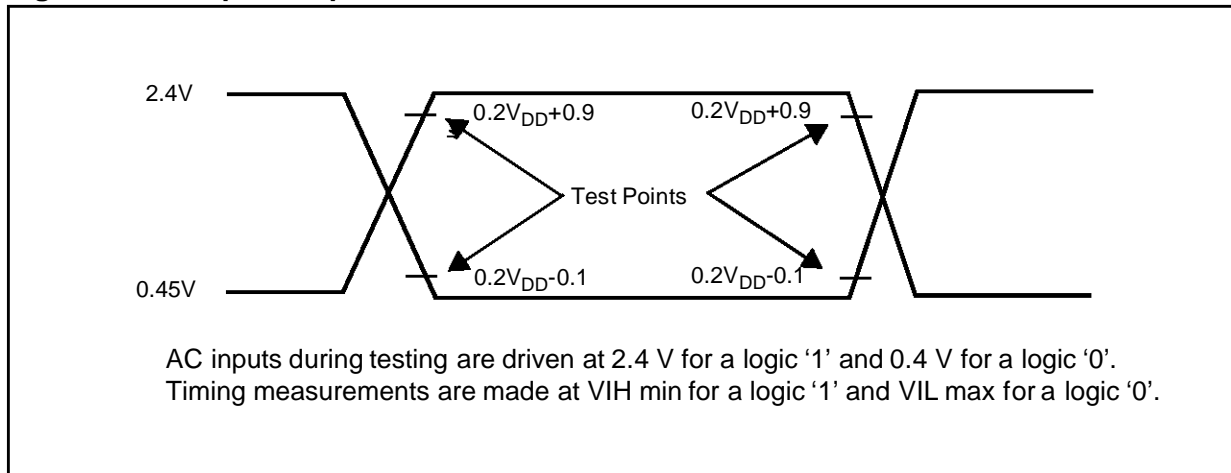 2.4V
0.2VDD+0.9 0.2VDD+0.9
Test Points
0.2VDD-0.1 0.2VDD-0.1
0.45V
AC inputs during testing are driven at 2.4 V for a logic ‘1’ and 0.4 V for a logic ‘0’.
Timing measurements are made at VIH min for a logic ‘1’ and VIL max for a logic ‘0’.